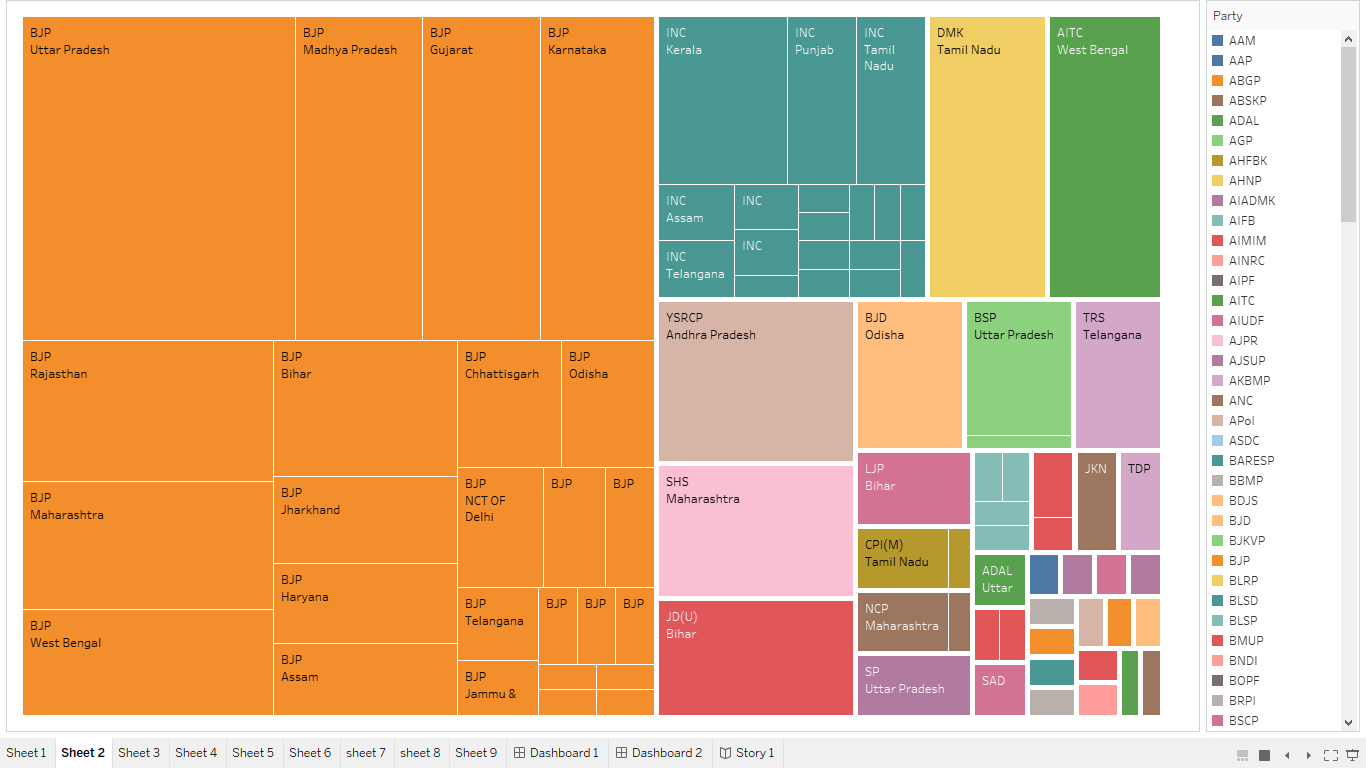 BJP
Uttar Pradesh
BJP
Madhya Pradesh
BJP
Gujarat
BJP
Karnataka
BJP
Rajasthan
BJP
Maharashtra
BJP
West Bengal
BJP
Bihar
BJP
Jharkhand
BJP
Haryana
BJP
Assam
BJP
Chhattisgarh
BJP
Odisha
BJP
NCT OF
Delhi
BJP
BJP
BJP
Telangana
BJP
BJP
BJP
BJP
Jammu &
INC
Kerala
INC
Punjab
INC
Tamil
Nadu
INC
Assam
INC
INC
INC
Telangana
DMK
Tamil Nadu
AITC
West Bengal
YSRCP
Andhra Pradesh
SHS
Maharashtra
JD(U)
Bihar
BJD
Odisha
BSP
Uttar Pradesh
TRS
Telangana
LJP
Bihar
CPI(M)
Tamil Nadu
NCP
Maharashtra
SP
Uttar Pradesh
JKN
TDP
ADAL
Uttar
SAD
Party
AAM
AAP
ABGP
ABSKP
ADAL
AGP
AHFBK
AHNP
AIADMK
AIFB
AIMIM
AINRC
AIPF
AITC
AIUDF
AJPR
AJSUP
AKBMP
ANC
APol
ASDC
BARESP
BBMP
BDJS
BJD
BJKVP
BJP
BLRP
BLSD
BLSP
BMUP
BNDI
BOPF
BRPI
BSCP
Sheet 1
Sheet 2
Sheet 3
Sheet 4
Sheet 5
Sheet 6
sheet 7
sheet 8
Sheet 9
Dashboard 1
Dashboard 2
Story 1